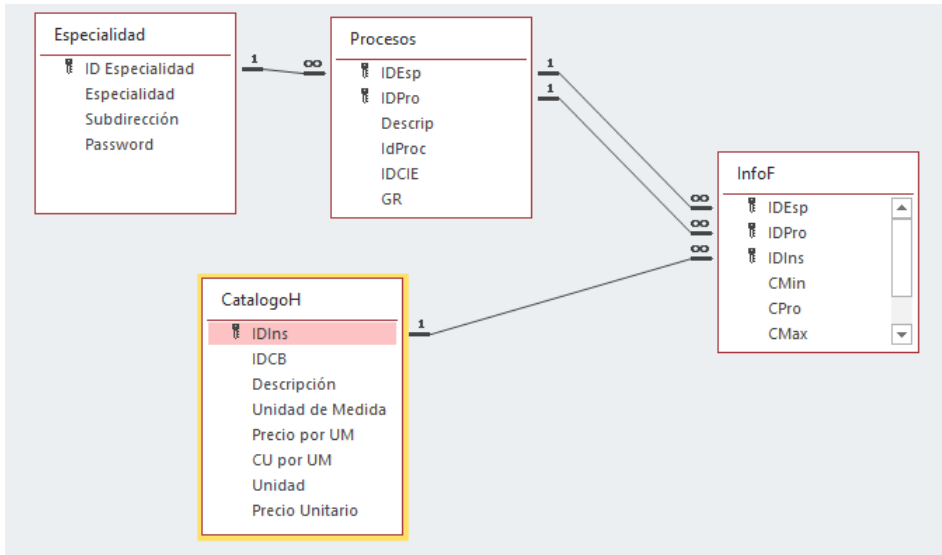 Especialidad
ID Especialidad
Especialidad
Subdirección
Password
1
∞
Procesos
IDEsp
IDPro
Descrip
IdProc
IDCIE
GR
1
1
∞
∞
∞
InfoF
IDEsp
IDPro
IDIns
CMin
CPro
CMax
CatalogoH
IDIns
IDCB
Descripción
Unidad de Medida
Precio por UM
CU por UM
Unidad
Precio Unitario
1